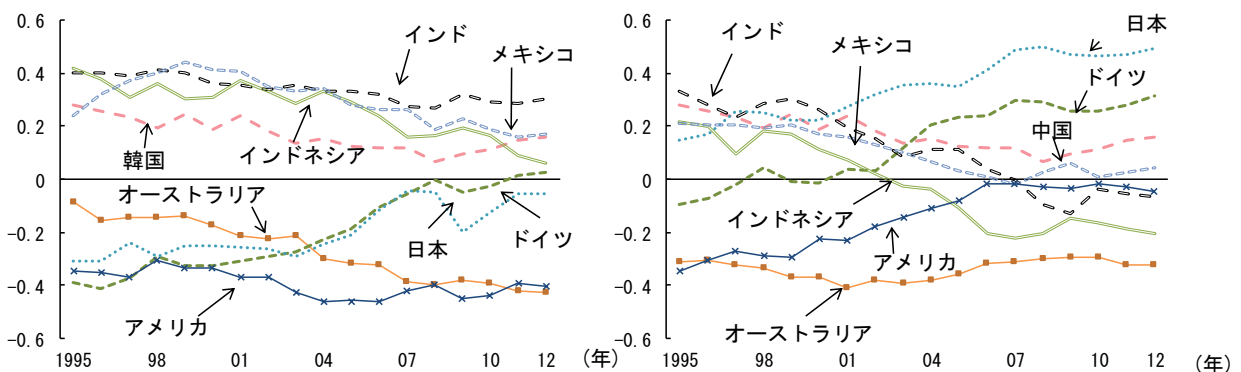 0.6
0.4
0.2
0
-0.2
-0.4
-0.6
インド
メキシコ
韓国
インドネシア
オーストラリア
日本
ドイツ
アメリカ
1995 98 01 04 07 10 12 (年)
0.6
0.4
0.2
0
-0.2
-0.4
-0.6
日本
インド
メキシコ
ドイツ
中国
インドネシア
アメリカ
オーストラリア
1995 98 01 04 07 10 12 (年)